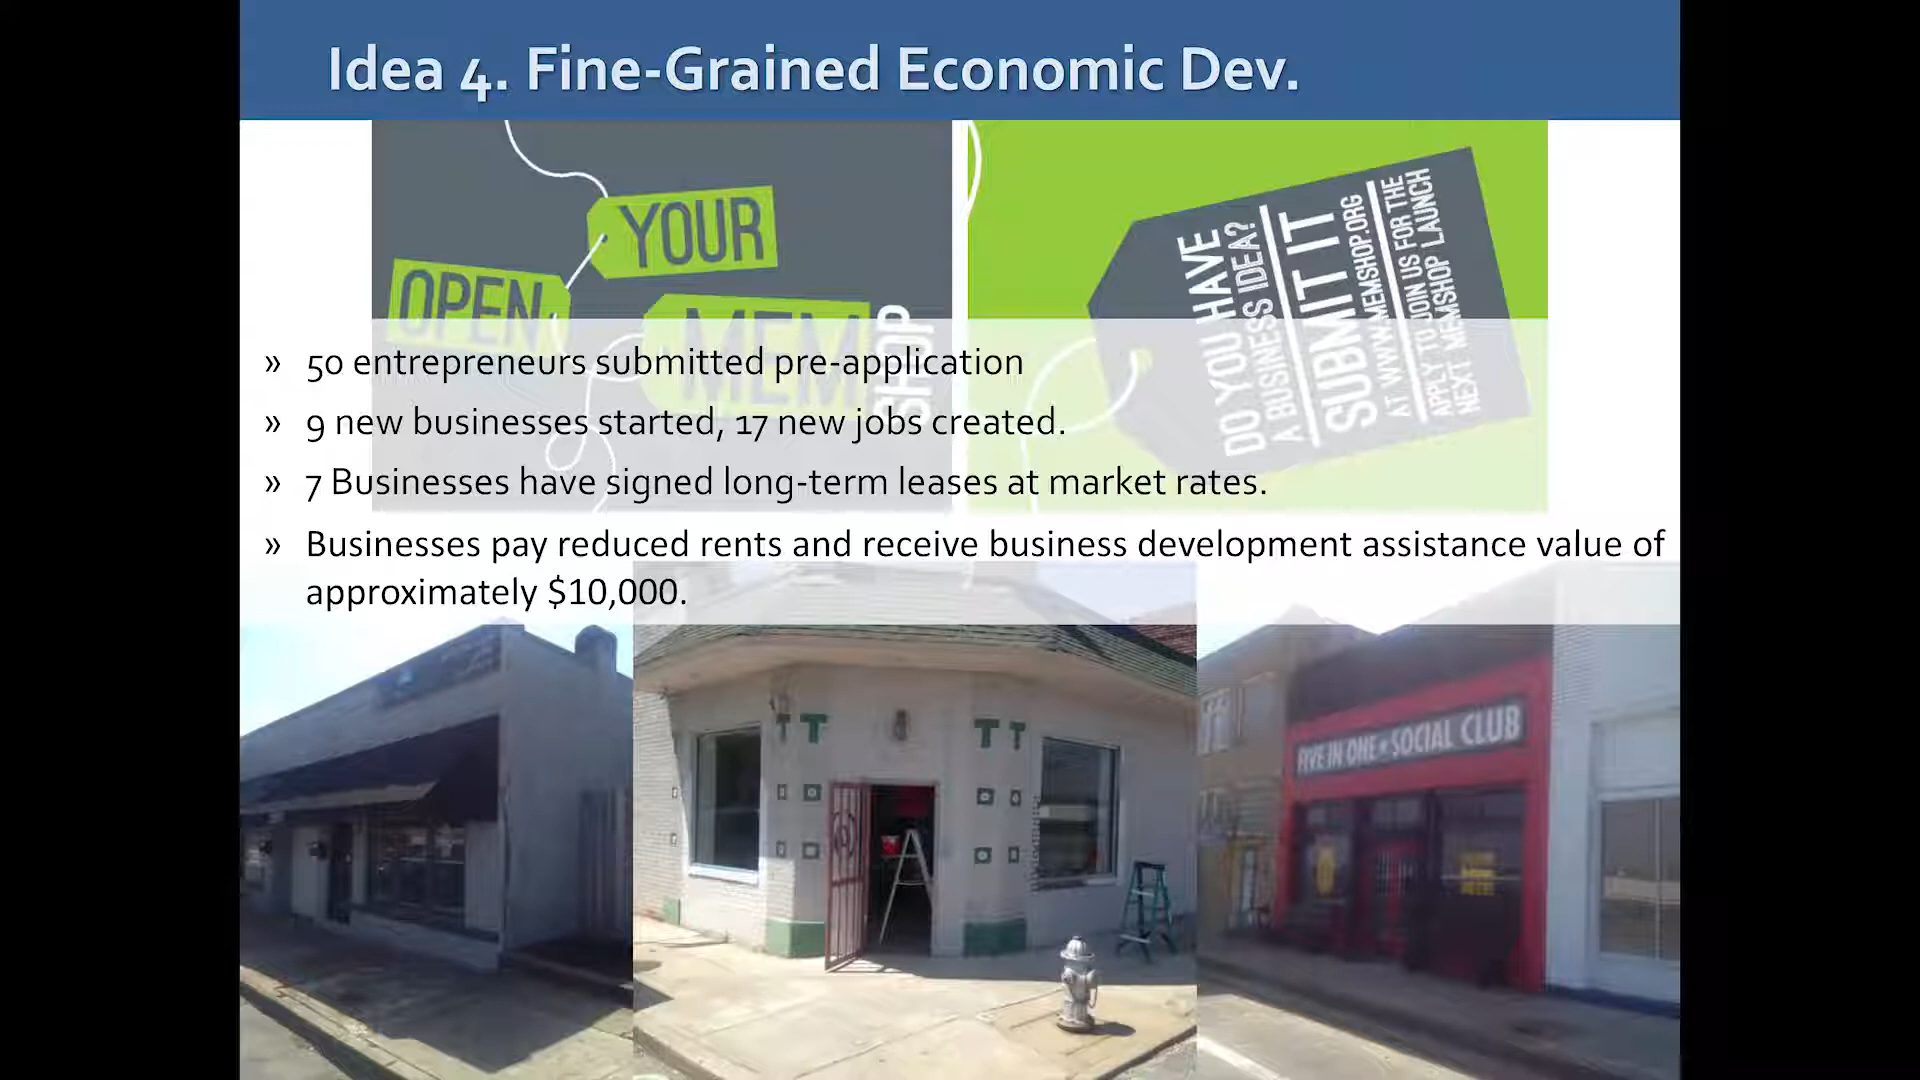 Idea 4. Fine-Grained Economic Dev.
OPEN
YOUR
MEM
SHOP
DO YOU HAVE
A BUSINESS IDEA?
SUBMIT IT
AT WWW.MEMSHOP.ORG
APPLY TO JOIN US FOR THE
NEXT MEMSHOP LAUNCH
» 50 entrepreneurs submitted pre-application
» 9 new businesses started, 17 new jobs created.
» 7 Businesses have signed long-term leases at market rates.
» Businesses pay reduced rents and receive business development assistance value of
approximately $10,000.
T T
T T
FIVE IN ONE SOCIAL CLUB